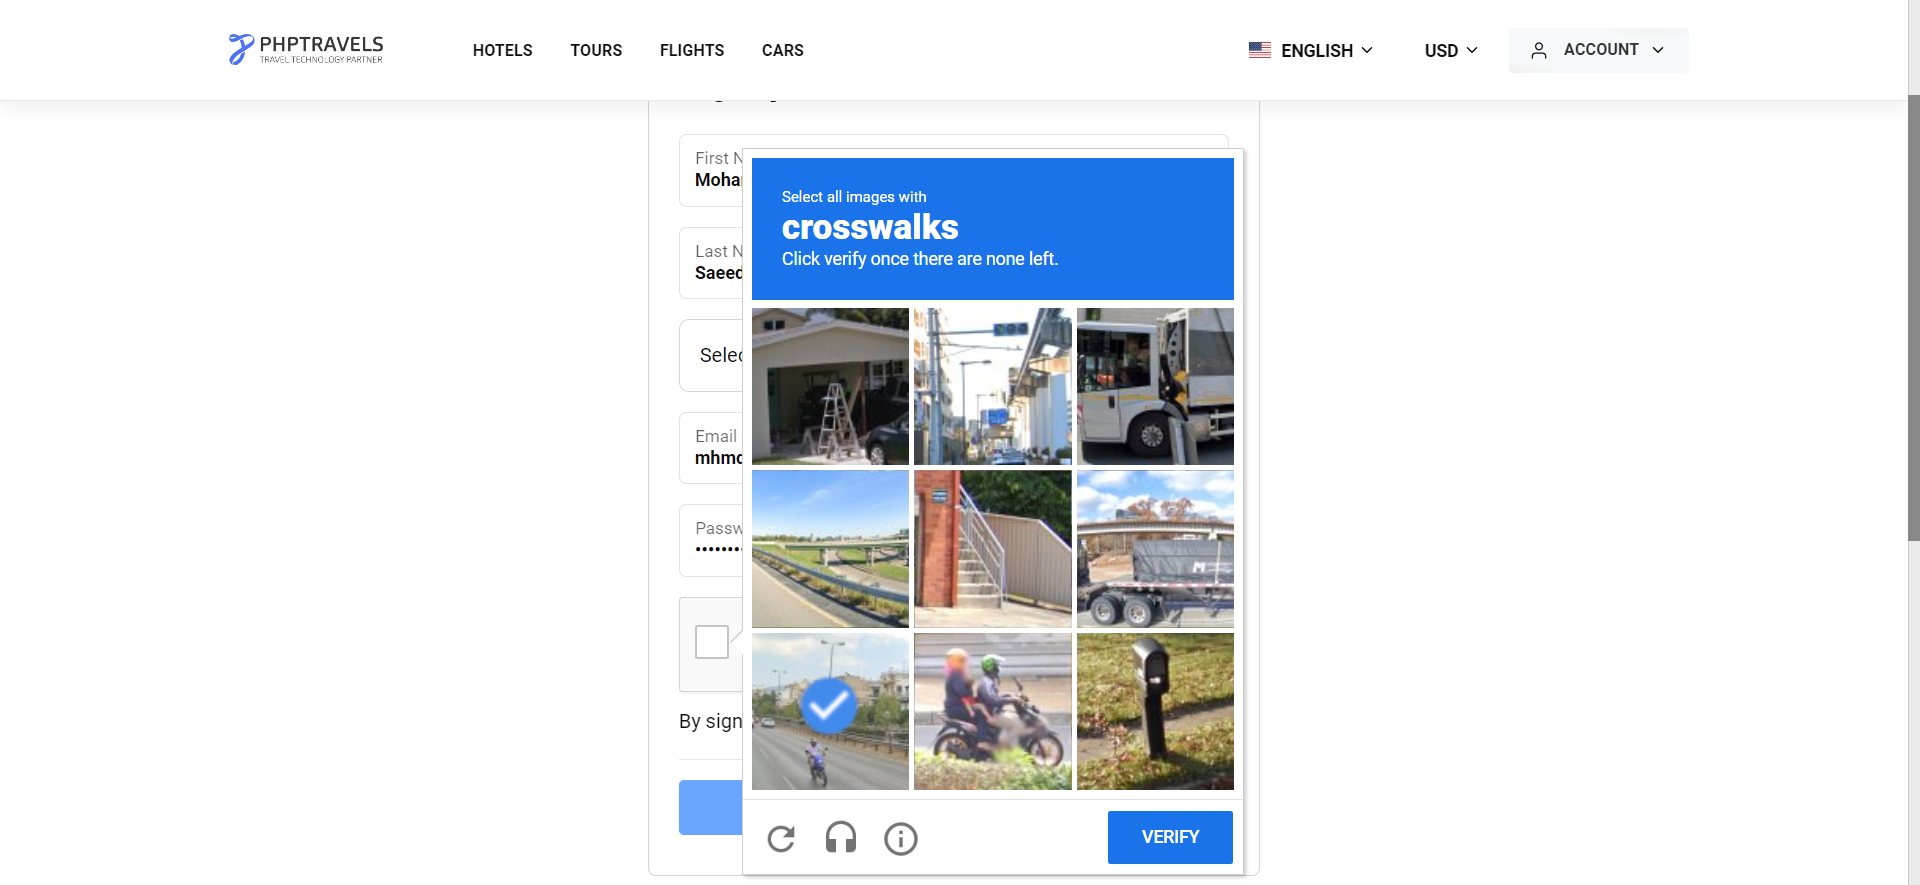 PHPTRAVELS
TRAVEL TECHNOLOGY PARTNER
HOTELS
TOURS
FLIGHTS
CARS
ENGLISH
USD
ACCOUNT
First N
Moha
Last N
Saeed
Selec
Email
mhmd
Passw
By sign
Select all images with
crosswalks
Click verify once there are none left.
VERIFY